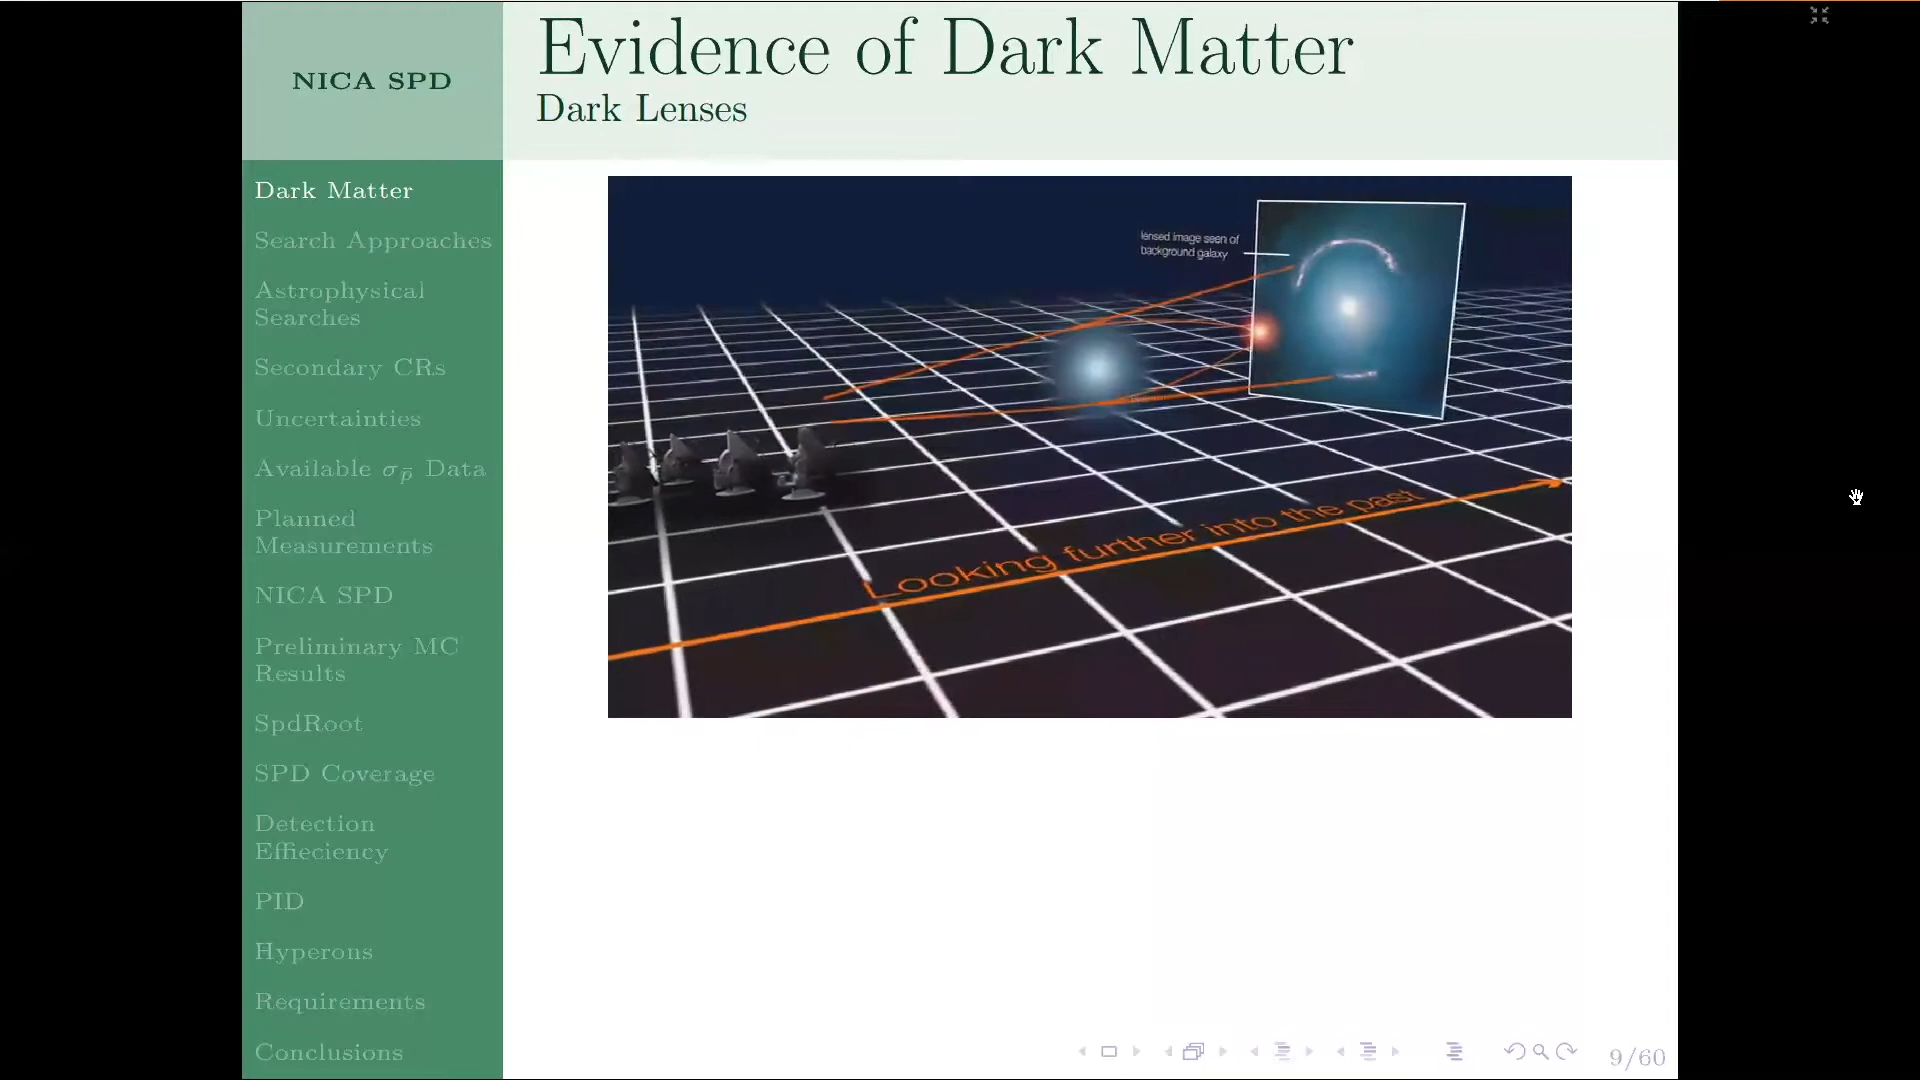 NICA SPD
Evidence of Dark Matter
Dark Lenses
Dark Matter
Search Approaches
Astrophysical
Searches
Secondary CRs
Uncertainties
Available σp̄ Data
Planned
Measurements
NICA SPD
Preliminary MC
Results
SpdRoot
SPD Coverage
Detection
Effieciency
PID
Hyperons
Requirements
Conclusions
lensed image seen of
background galaxy
Looking further into the past
9/60